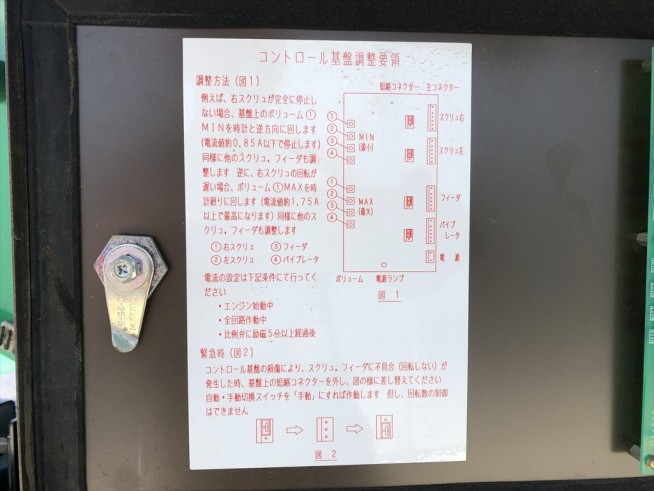 コントロール基盤調整要領
調整方法（図1）
例えば、右スクリュが完全に停止し
ない場合、基盤上のボリューム①
MINを時計と逆方向に回します
(電流値約0,85A以下で停止します)
同様に他のスクリュ,フィーダも調
整します 逆に、右スクリュの回転が
遅い場合、ボリューム①MAXを時
計廻りに回します(電流値約1,75A
以上で最高になります)同様に他のス
クリュ,フィーダも調整します
①右スクリュ ③フィーダ
②左スクリュ ④バイブレータ
電流の設定は下記条件にて行ってく
ださい
・エンジン始動中
・全回路作動中
・比例弁に励磁5分以上経過後
短絡コネクター 主コネクター
①
②
③
④
MIN
(最小)
①
②
③
④
MAX
(最大)
スクリュ右
スクリュ左
フィーダ
バイブ
レータ
電源
ボリューム 電源ランプ
図 1
緊急時（図2）
コントロール基盤の損傷により、スクリュ,フィーダに不具合（回転しない）が
発生した時、基盤上の短絡コネクターを外し、図の様に差し替えてください
自動・手動切換スイッチを「手動」にすれば作動します 但し、回転数の制御
はできません
図 2